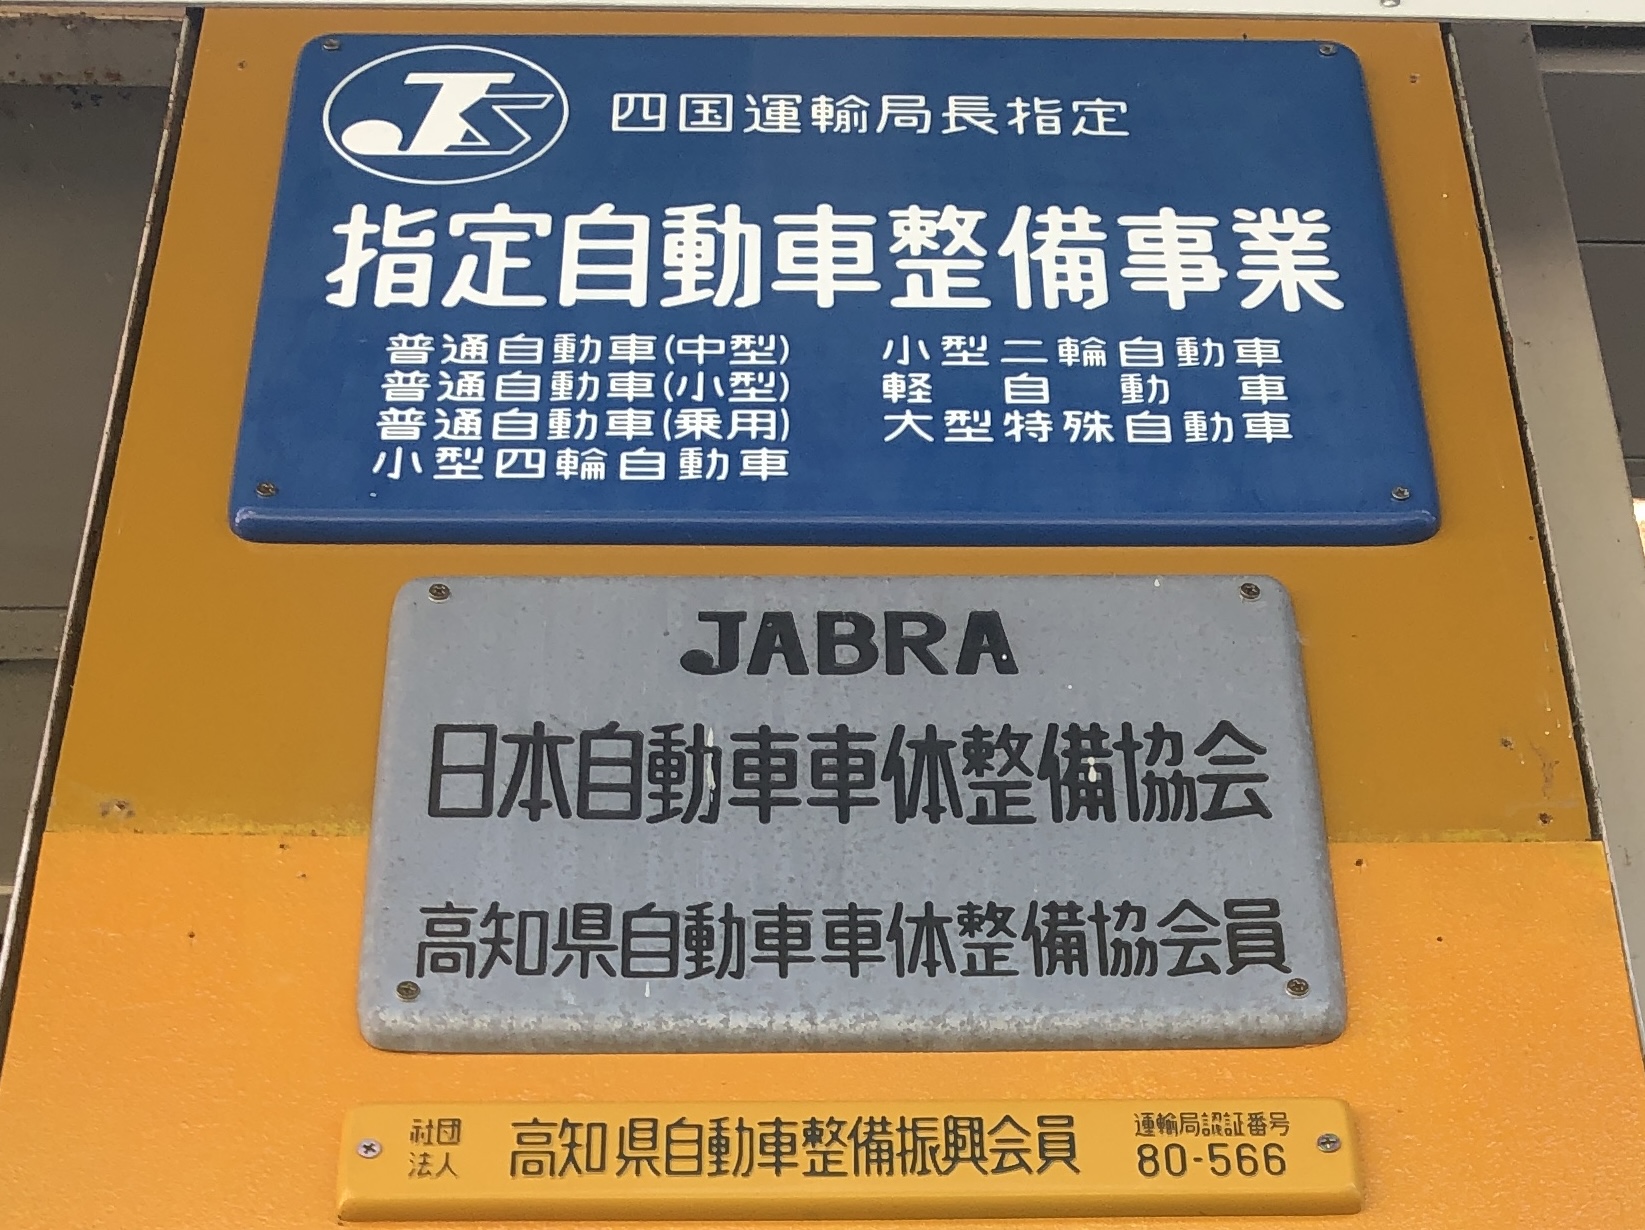 JS 四国運輸局長指定
指定自動車整備事業
普通自動車(中型) 小型二輪自動車
普通自動車(小型) 軽自動車
普通自動車(乗用) 大型特殊自動車
小型四輪自動車
JABRA
日本自動車車体整備協会
高知県自動車車体整備協会員
社団法人 高知県自動車整備振興会員 運輸局認証番号
80-566